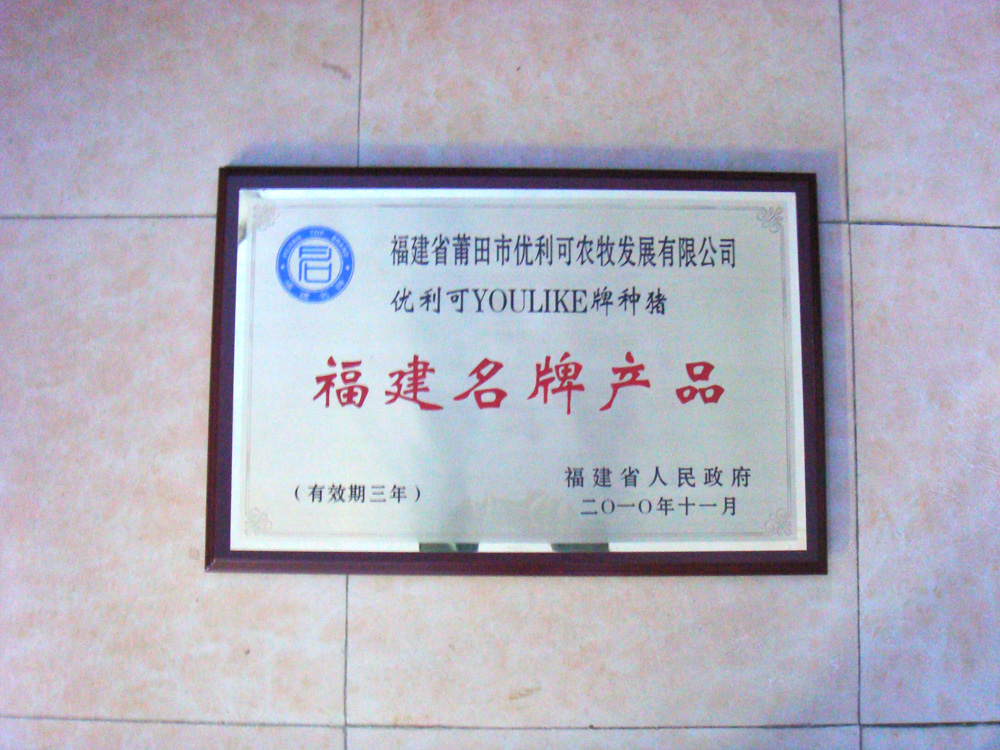 福建省莆田市优利可农牧发展有限公司
优利可YOULIKE牌种猪
福建名牌产品
(有效期三年)
福建省人民政府
二〇一〇年十一月